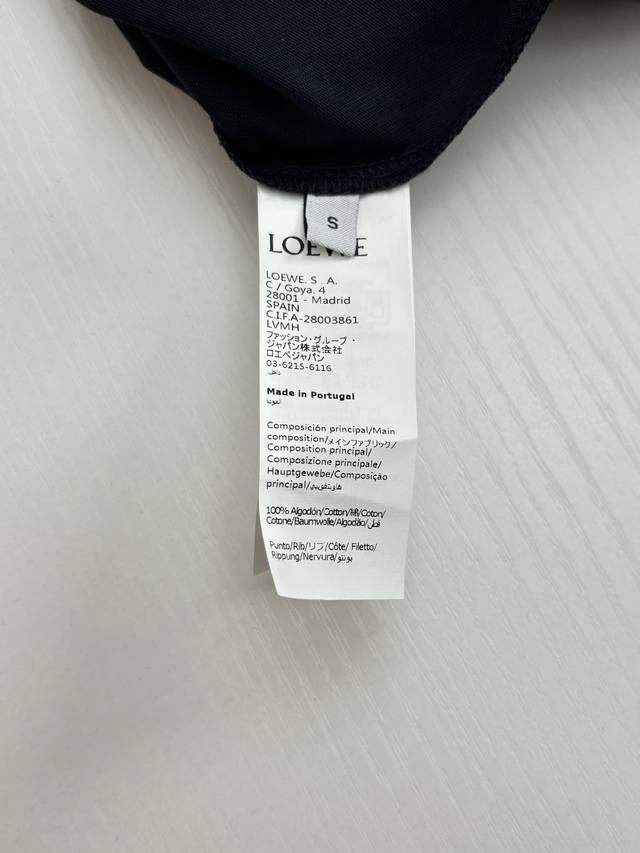 S
LOEWE
LOEWE. S . A.
C / Goya. 4
28001 - Madrid
SPAIN
C.I.F.A-28003861
LVMH
ファッション・グループ・
ジャパン株式会社
ロエベジャパン
03-6215-6116
Made in Portugal
Composición principal/Main
composition/メインファブリック/
Composition principal/
Composizione principale/
Hauptgewebe/Composição
principal/
100% Algodón/Cotton/綿/Coton/
Cotone/Baumwolle/Algodão/قطن
Punto/Rib/リブ/Côte/ Filetto/
Rippung/Nervura/بونتو